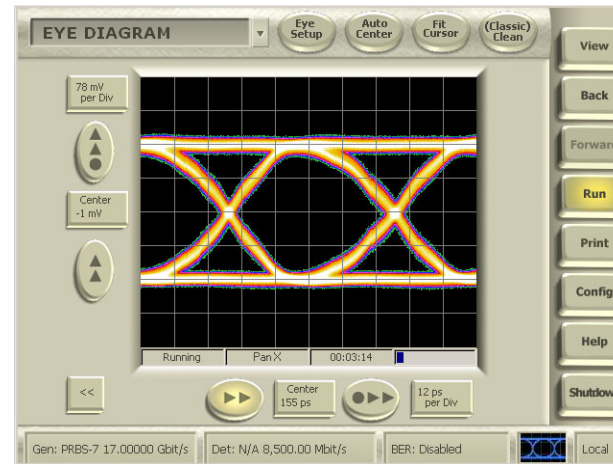 EYE DIAGRAM
Eye
Setup
Auto
Center
Fit
Cursor
(Classic)
Clean
View
Back
Forward
Run
Print
Config
Help
Shutdown
78 mV
per Div
Center
-1 mV
<<
Running
Pan X
00:03:14
Center
155 ps
12 ps
per Div
Gen: PRBS-7 17.00000 Gbit/s
Det: N/A 8,500.00 Mbit/s
BER: Disabled
Local